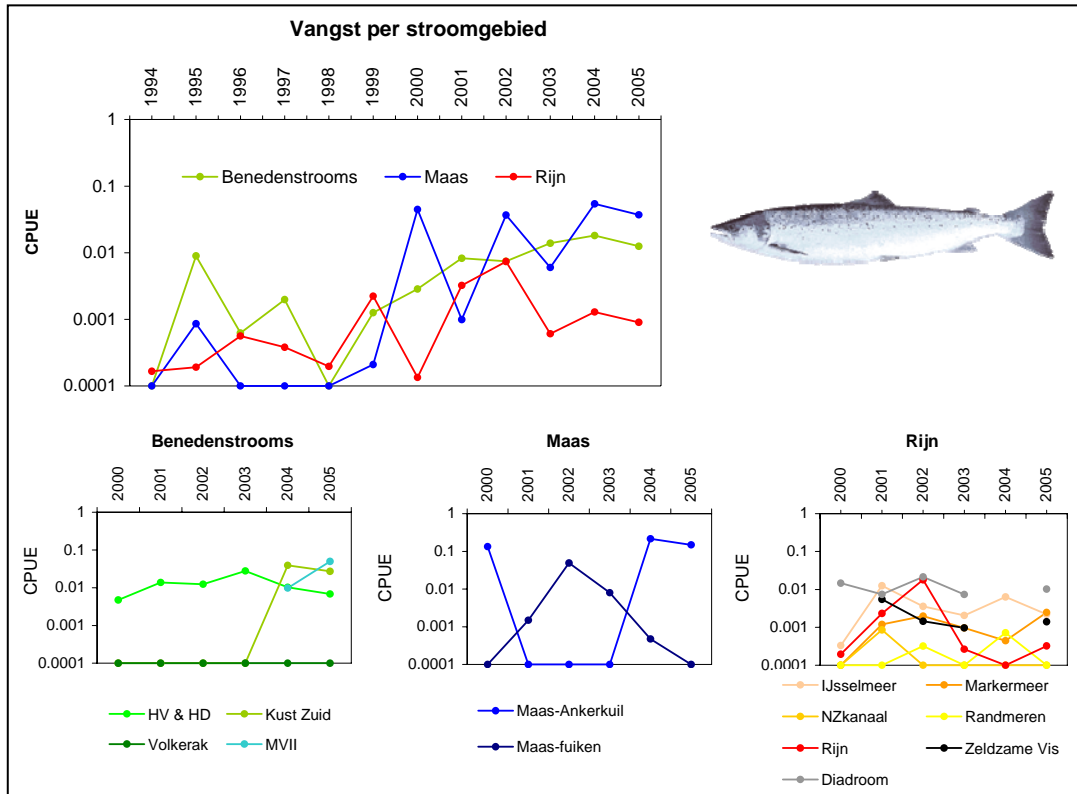 Vangst per stroomgebied
1994 1995 1996 1997 1998 1999 2000 2001 2002 2003 2004 2005
1
0.1
0.01
0.001
0.0001
CPUE
Benedenstrooms Maas Rijn
Benedenstrooms
2000 2001 2002 2003 2004 2005
1
0.1
0.01
0.001
0.0001
CPUE
HV & HD Kust Zuid
Volkerak MVII
Maas
2000 2001 2002 2003 2004 2005
1
0.1
0.01
0.001
0.0001
CPUE
Maas-Ankerkuil
Maas-fuiken
Rijn
2000 2001 2002 2003 2004 2005
1
0.1
0.01
0.001
0.0001
CPUE
IJsselmeer Markermeer
NZkanaal Randmeren
Rijn Zeldzame Vis
Diadroom